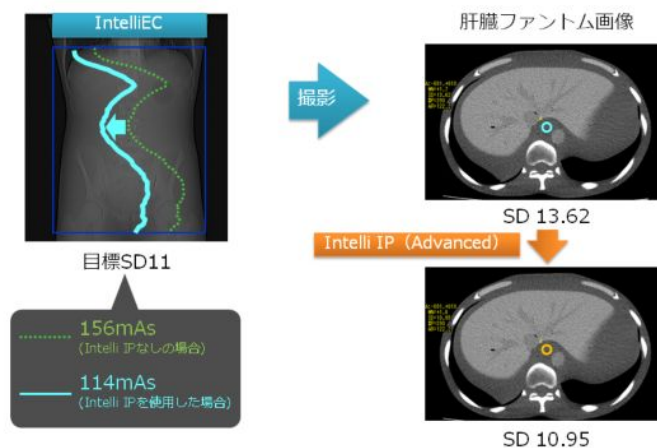 IntelliEC
肝臓ファントム画像
撮影
SD 13.62
目標SD11
Intelli IP（Advanced）
156mAs
(Intelli IPなしの場合)
114mAs
(Intelli IPを使用した場合)
SD 10.95